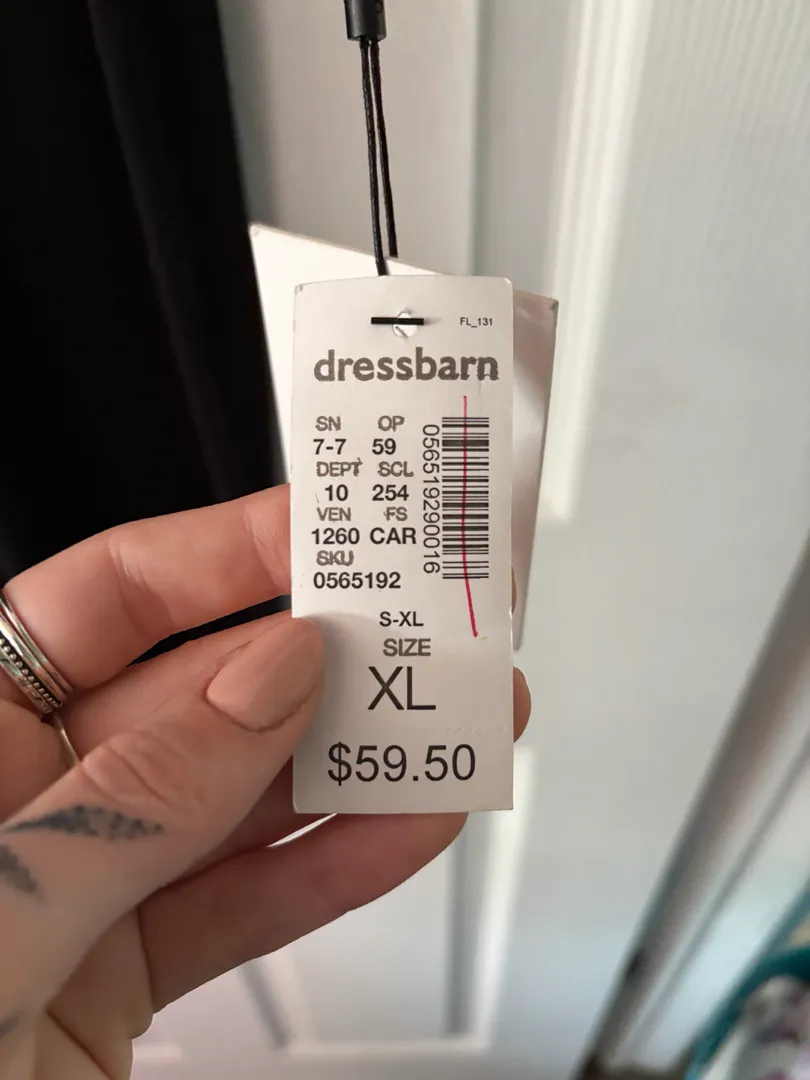 FL_131
dressbarn
SN OP
7-7 59
DEPT SCL
10 254
VEN FS
1260 CAR
SKU
0565192
056519290016
S-XL
SIZE
XL
$59.50